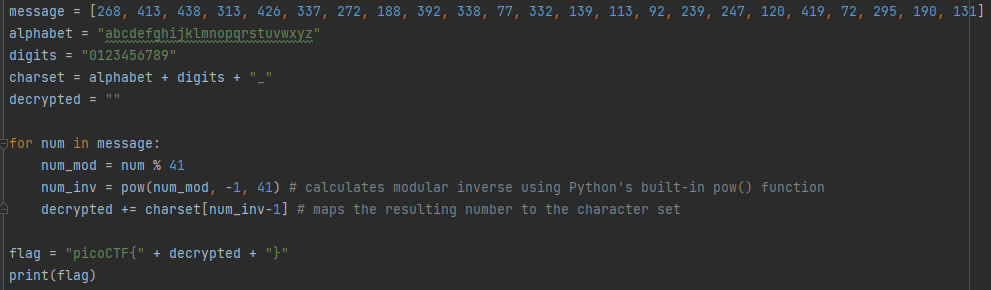 message = [268, 413, 438, 313, 426, 337, 272, 188, 392, 338, 77, 332, 139, 113, 92, 239, 247, 120, 419, 72, 295, 190, 131]
alphabet = "abcdefghijklmnopqrstuvwxyz"
digits = "0123456789"
charset = alphabet + digits + "_"
decrypted = ""
for num in message:
    num_mod = num % 41
    num_inv = pow(num_mod, -1, 41) # calculates modular inverse using Python's built-in pow() function
    decrypted += charset[num_inv-1] # maps the resulting number to the character set
flag = "picoCTF{" + decrypted + "}"
print(flag)